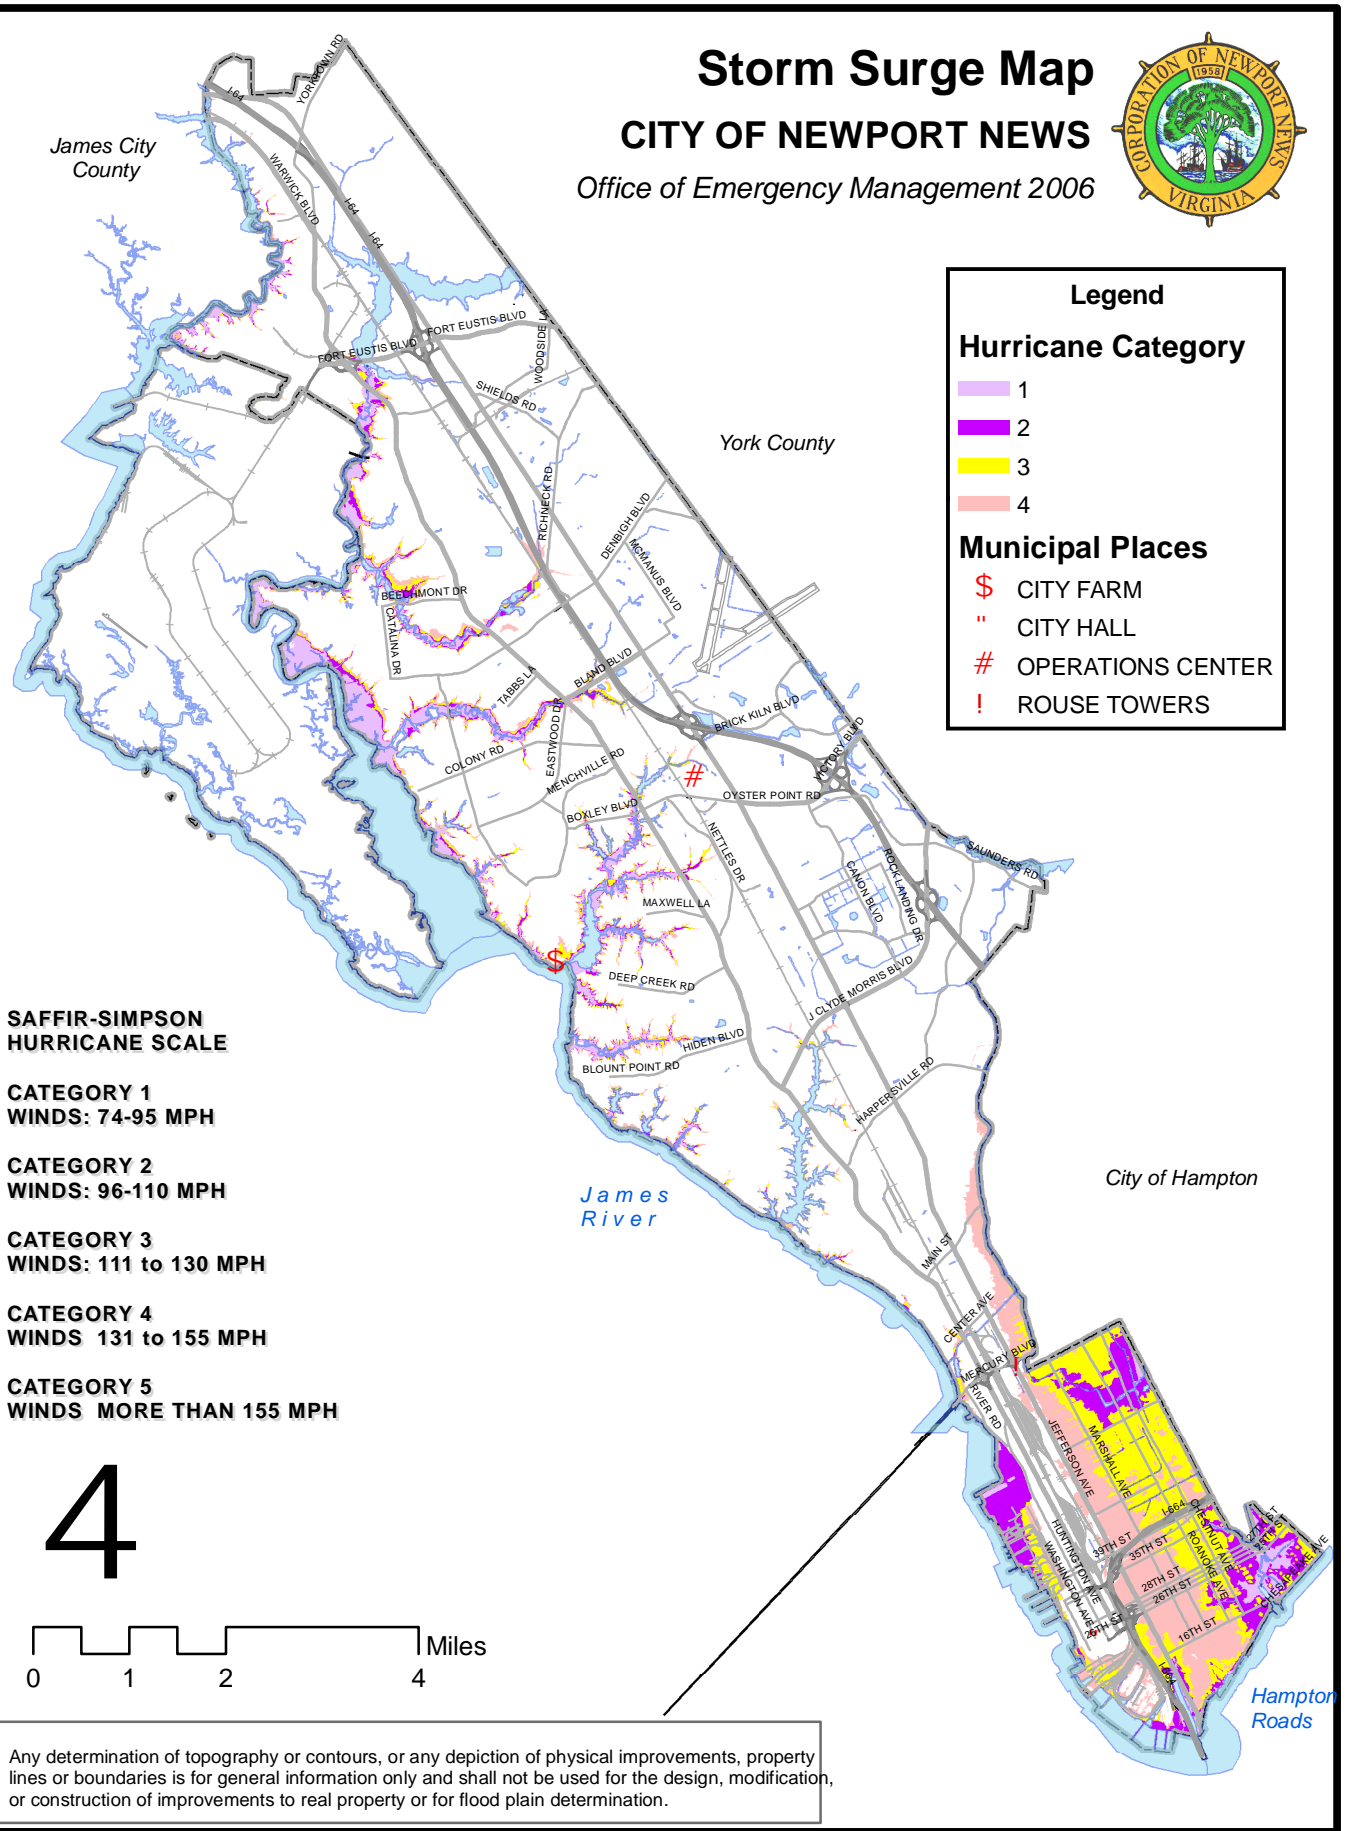 Storm Surge Map
CITY OF NEWPORT NEWS
Office of Emergency Management 2006
CORPORATION OF NEWPORT NEWS
1958
VIRGINIA
James City
County
YORKTOWN RD
I-64
WARWICK BLVD
I-64
I-64
FORT EUSTIS BLVD
FORT EUSTIS BLVD
WOODSIDE LA
SHIELDS RD
York County
RICHNECK RD
DENBIGH BLVD
MCMANUS BLVD
BEECHMONT DR
CATALINA DR
TABBS LA
BLAND BLVD
BRICK KILN BLVD
VICTORY BLVD
EASTWOOD DR
COLONY RD
MENCHVILLE RD
#
OYSTER POINT RD
BOXLEY BLVD
NETTLES DR
SAUNDERS RD
ROCK LANDING DR
CANON BLVD
MAXWELL LA
$
DEEP CREEK RD
J CLYDE MORRIS BLVD
HIDEN BLVD
BLOUNT POINT RD
HARPERSVILLE RD
City of Hampton
James
River
MAIN ST
CENTER AVE
MERCURY BLVD
!
RIVER RD
JEFFERSON AVE
MARSHALL AVE
I-664
CHESTNUT AVE
ROANOKE AVE
27TH ST
25TH ST
CHESAPEAKE AVE
39TH ST
35TH ST
HUNTINGTON AVE
WASHINGTON AVE
28TH ST
26TH ST
25TH ST
16TH ST
I-664
Hampton
Roads
Legend
Hurricane Category
1
2
3
4
Municipal Places
$ CITY FARM
" CITY HALL
# OPERATIONS CENTER
! ROUSE TOWERS
SAFFIR-SIMPSON
HURRICANE SCALE
CATEGORY 1
WINDS: 74-95 MPH
CATEGORY 2
WINDS: 96-110 MPH
CATEGORY 3
WINDS: 111 to 130 MPH
CATEGORY 4
WINDS 131 to 155 MPH
CATEGORY 5
WINDS MORE THAN 155 MPH
4
Miles
0 1 2 4
Any determination of topography or contours, or any depiction of physical improvements, property
lines or boundaries is for general information only and shall not be used for the design, modification,
or construction of improvements to real property or for flood plain determination.